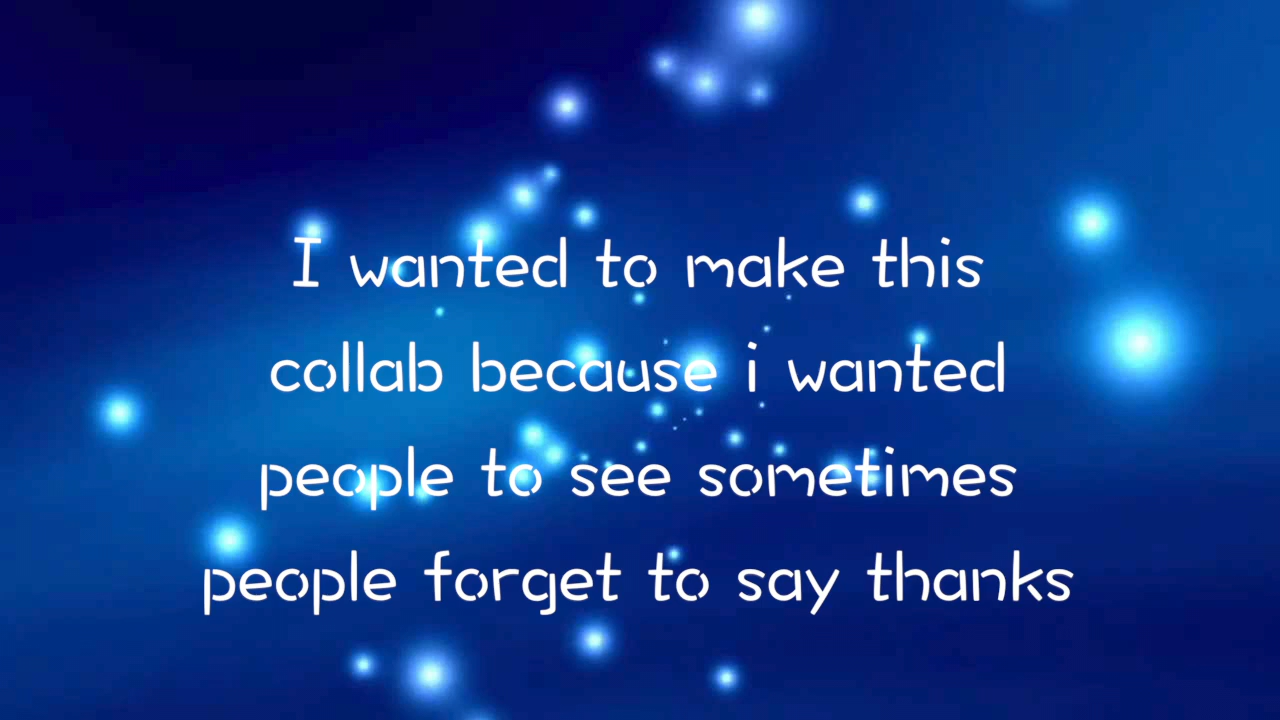 I wanted to make this
collab because i wanted
people to see sometimes
people forget to say thanks